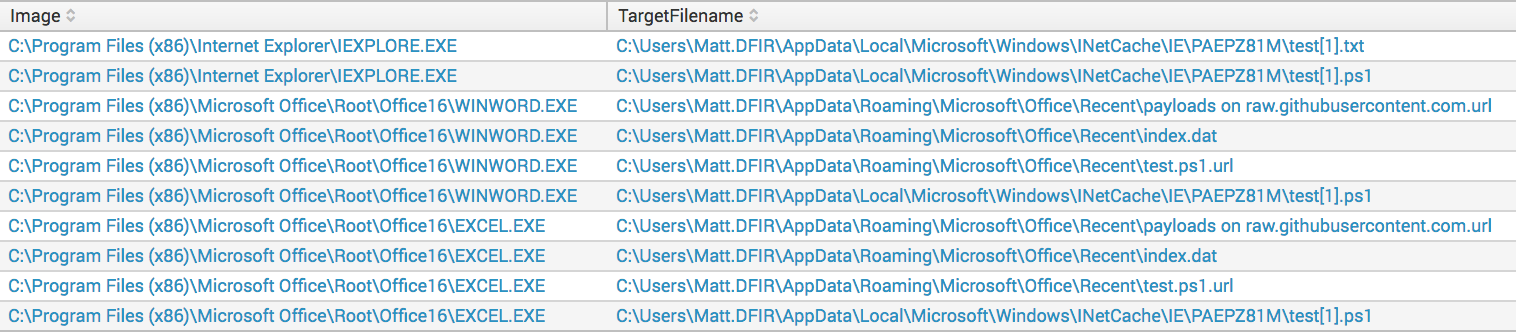 Image TargetFilename
C:\Program Files (x86)\Internet Explorer\IEXPLORE.EXE C:\Users\Matt.DFIR\AppData\Local\Microsoft\Windows\INetCache\IE\PAEPZ81M\test[1].txt
C:\Program Files (x86)\Internet Explorer\IEXPLORE.EXE C:\Users\Matt.DFIR\AppData\Local\Microsoft\Windows\INetCache\IE\PAEPZ81M\test[1].ps1
C:\Program Files (x86)\Microsoft Office\Root\Office16\WINWORD.EXE C:\Users\Matt.DFIR\AppData\Roaming\Microsoft\Office\Recent\payloads on raw.githubusercontent.com.url
C:\Program Files (x86)\Microsoft Office\Root\Office16\WINWORD.EXE C:\Users\Matt.DFIR\AppData\Roaming\Microsoft\Office\Recent\index.dat
C:\Program Files (x86)\Microsoft Office\Root\Office16\WINWORD.EXE C:\Users\Matt.DFIR\AppData\Roaming\Microsoft\Office\Recent\test.ps1.url
C:\Program Files (x86)\Microsoft Office\Root\Office16\WINWORD.EXE C:\Users\Matt.DFIR\AppData\Local\Microsoft\Windows\INetCache\IE\PAEPZ81M\test[1].ps1
C:\Program Files (x86)\Microsoft Office\Root\Office16\EXCEL.EXE C:\Users\Matt.DFIR\AppData\Roaming\Microsoft\Office\Recent\payloads on raw.githubusercontent.com.url
C:\Program Files (x86)\Microsoft Office\Root\Office16\EXCEL.EXE C:\Users\Matt.DFIR\AppData\Roaming\Microsoft\Office\Recent\index.dat
C:\Program Files (x86)\Microsoft Office\Root\Office16\EXCEL.EXE C:\Users\Matt.DFIR\AppData\Roaming\Microsoft\Office\Recent\test.ps1.url
C:\Program Files (x86)\Microsoft Office\Root\Office16\EXCEL.EXE C:\Users\Matt.DFIR\AppData\Local\Microsoft\Windows\INetCache\IE\PAEPZ81M\test[1].ps1